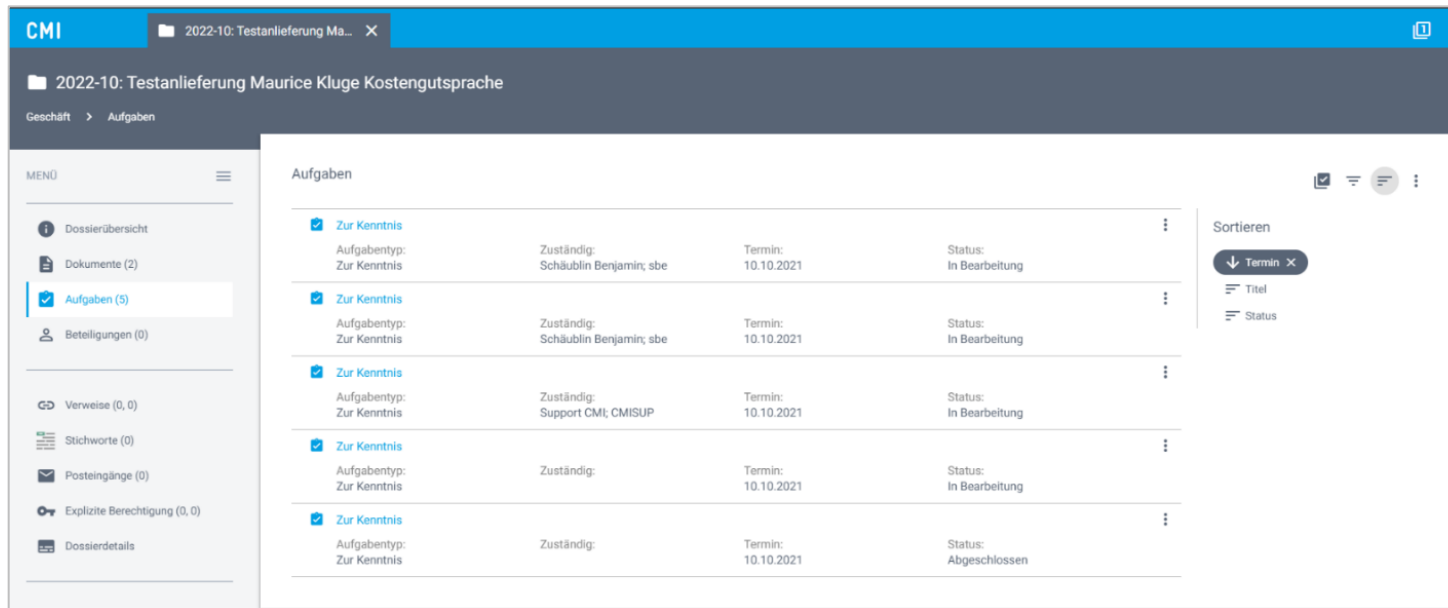 CMI
2022-10: Testanlieferung Ma...
2022-10: Testanlieferung Maurice Kluge Kostengutsprache
Geschäft > Aufgaben
MENÜ
Dossierübersicht
Dokumente (2)
Aufgaben (5)
Beteiligungen (0)
Verweise (0, 0)
Stichworte (0)
Posteingänge (0)
Explizite Berechtigung (0, 0)
Dossierdetails
Aufgaben
Zur Kenntnis
Aufgabentyp: Zuständig: Termin: Status:
Zur Kenntnis Schäublin Benjamin; sbe 10.10.2021 In Bearbeitung
Zur Kenntnis
Aufgabentyp: Zuständig: Termin: Status:
Zur Kenntnis Schäublin Benjamin; sbe 10.10.2021 In Bearbeitung
Zur Kenntnis
Aufgabentyp: Zuständig: Termin: Status:
Zur Kenntnis Support CMI; CMISUP 10.10.2021 In Bearbeitung
Zur Kenntnis
Aufgabentyp: Zuständig: Termin: Status:
Zur Kenntnis 10.10.2021 In Bearbeitung
Zur Kenntnis
Aufgabentyp: Zuständig: Termin: Status:
Zur Kenntnis 10.10.2021 Abgeschlossen
Sortieren
Termin
Titel
Status
1